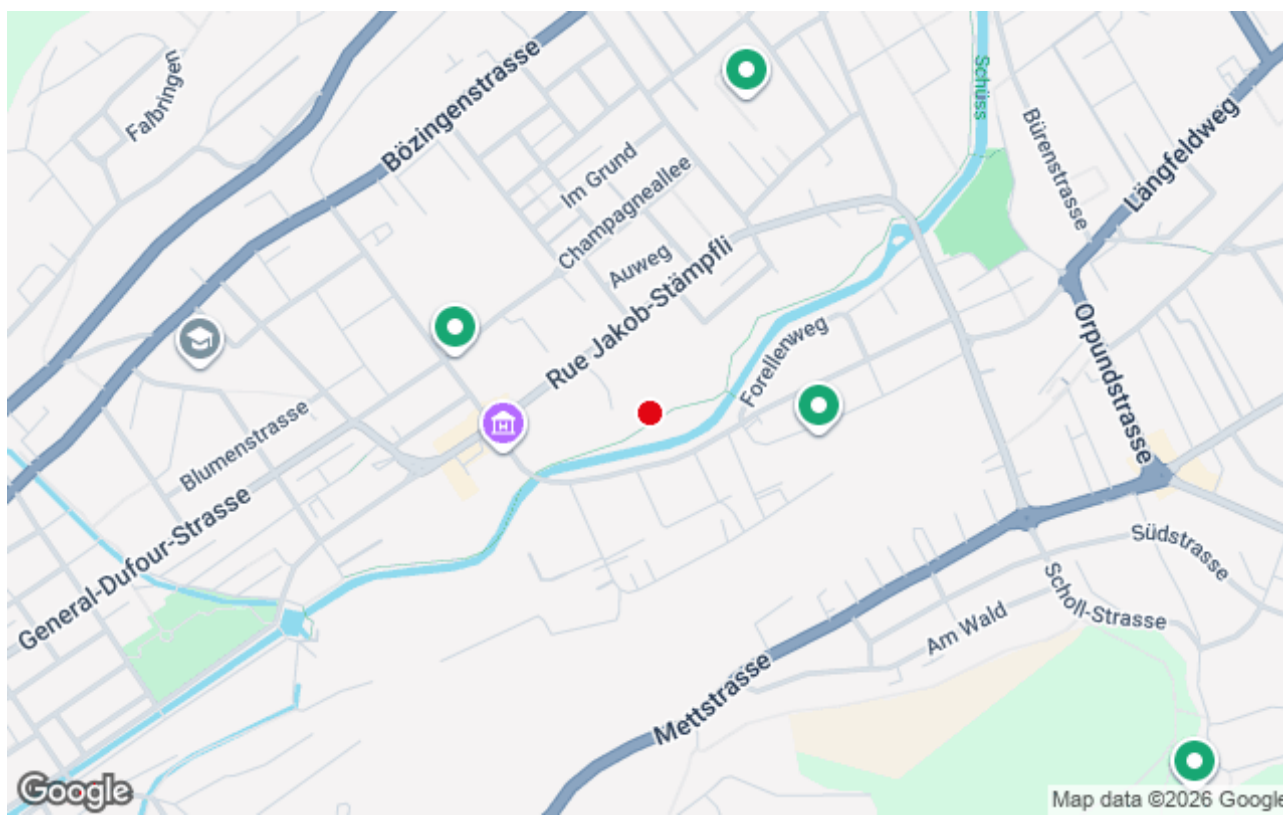 Falbringen
Bözingenstrasse
Schüss
Bürenstrasse
Längfeldweg
Im Grund
Champagneallee
Auweg
Rue Jakob-Stämpfli
Forellenweg
Orpundstrasse
Blumenstrasse
General-Dufour-Strasse
Südstrasse
Scholl-Strasse
Am Wald
Mettstrasse
Google
Map data ©2026 Google